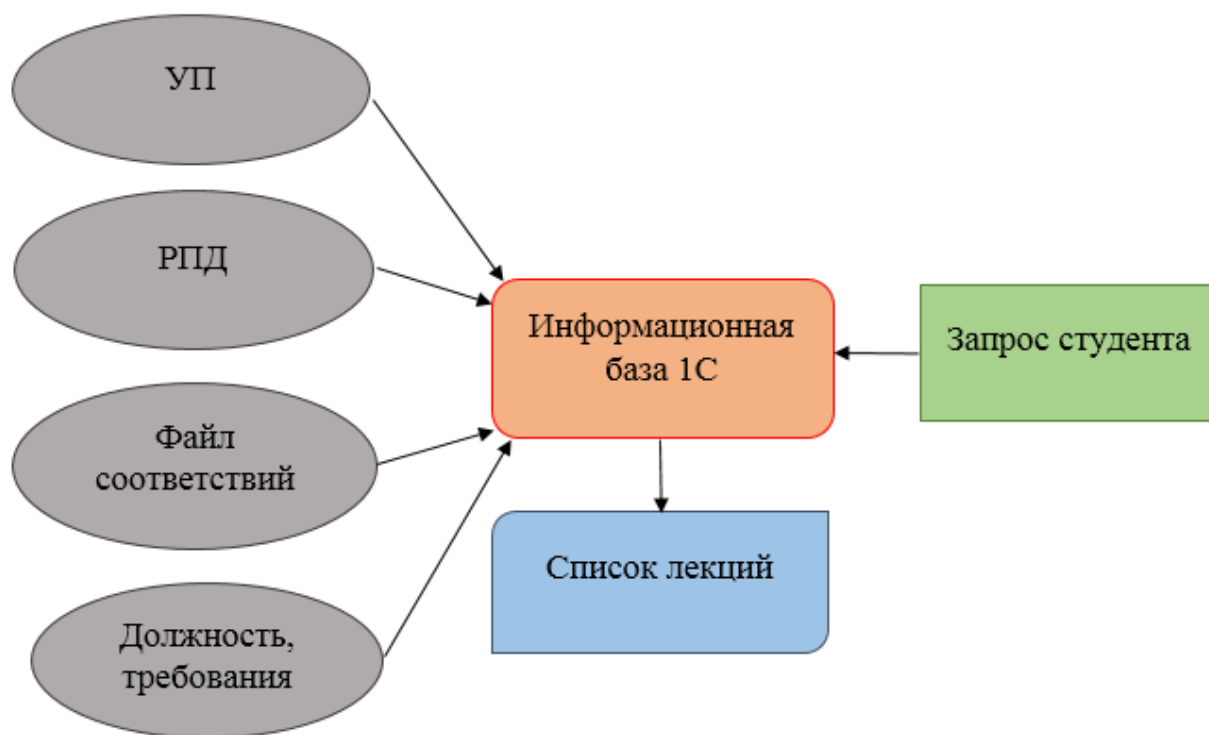 УП
РПД
Файл
соответствий
Должность,
требования
Информационная
база 1С
Список лекций
Запрос студента